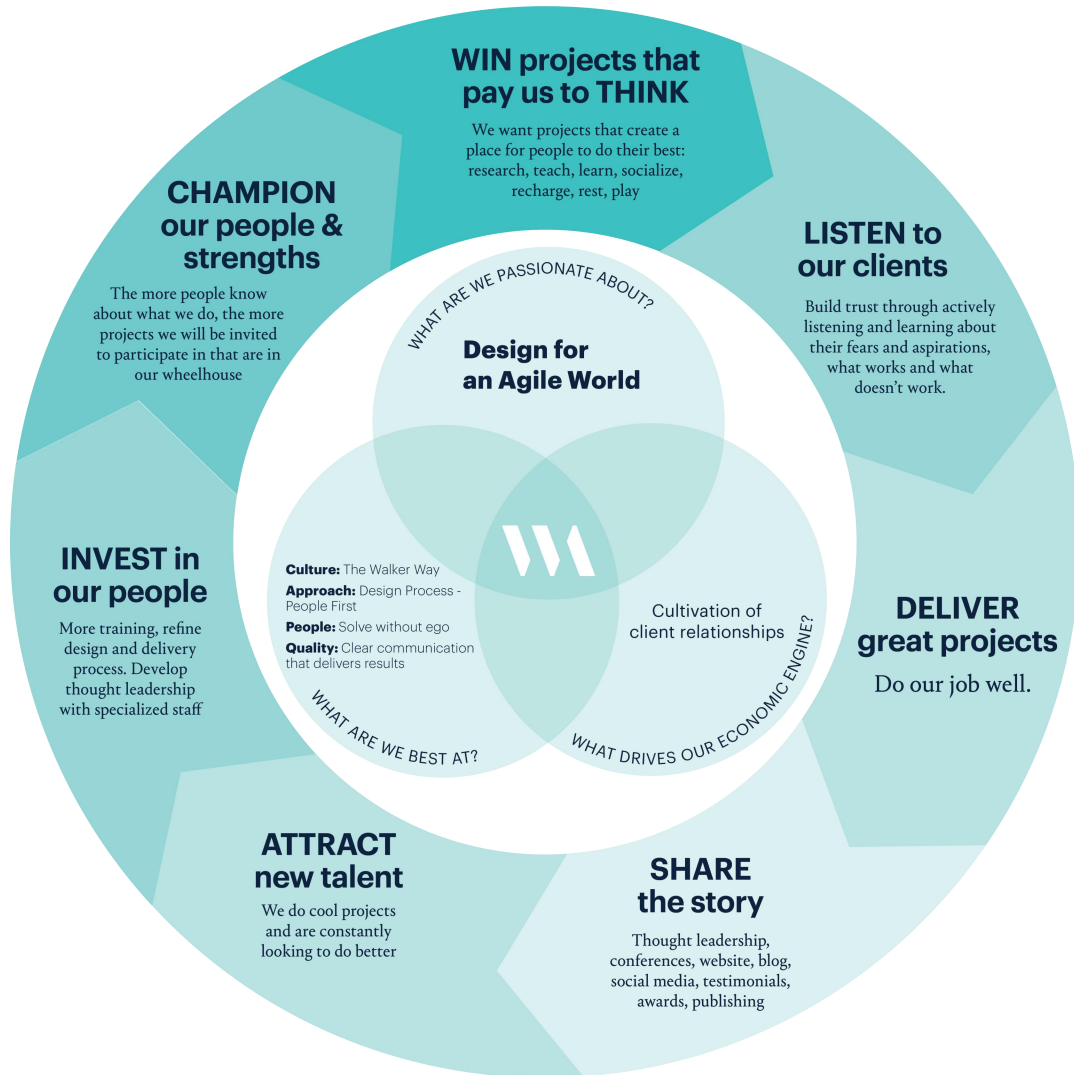 WIN projects that
pay us to THINK
We want projects that create a
place for people to do their best:
research, teach, learn, socialize,
recharge, rest, play
LISTEN to
our clients
Build trust through actively
listening and learning about
their fears and aspirations,
what works and what
doesn't work.
DELIVER
great projects
Do our job well.
SHARE
the story
Thought leadership,
conferences, website, blog,
social media, testimonials,
awards, publishing
ATTRACT
new talent
We do cool projects
and are constantly
looking to do better
INVEST in
our people
More training, refine
design and delivery
process. Develop
thought leadership
with specialized staff
CHAMPION
our people &
strengths
The more people know
about what we do, the more
projects we will be invited
to participate in that are in
our wheelhouse
WHAT ARE WE PASSIONATE ABOUT?
Design for
an Agile World
Culture: The Walker Way
Approach: Design Process -
People First
People: Solve without ego
Quality: Clear communication
that delivers results
WHAT ARE WE BEST AT?
Cultivation of
client relationships
WHAT DRIVES OUR ECONOMIC ENGINE?